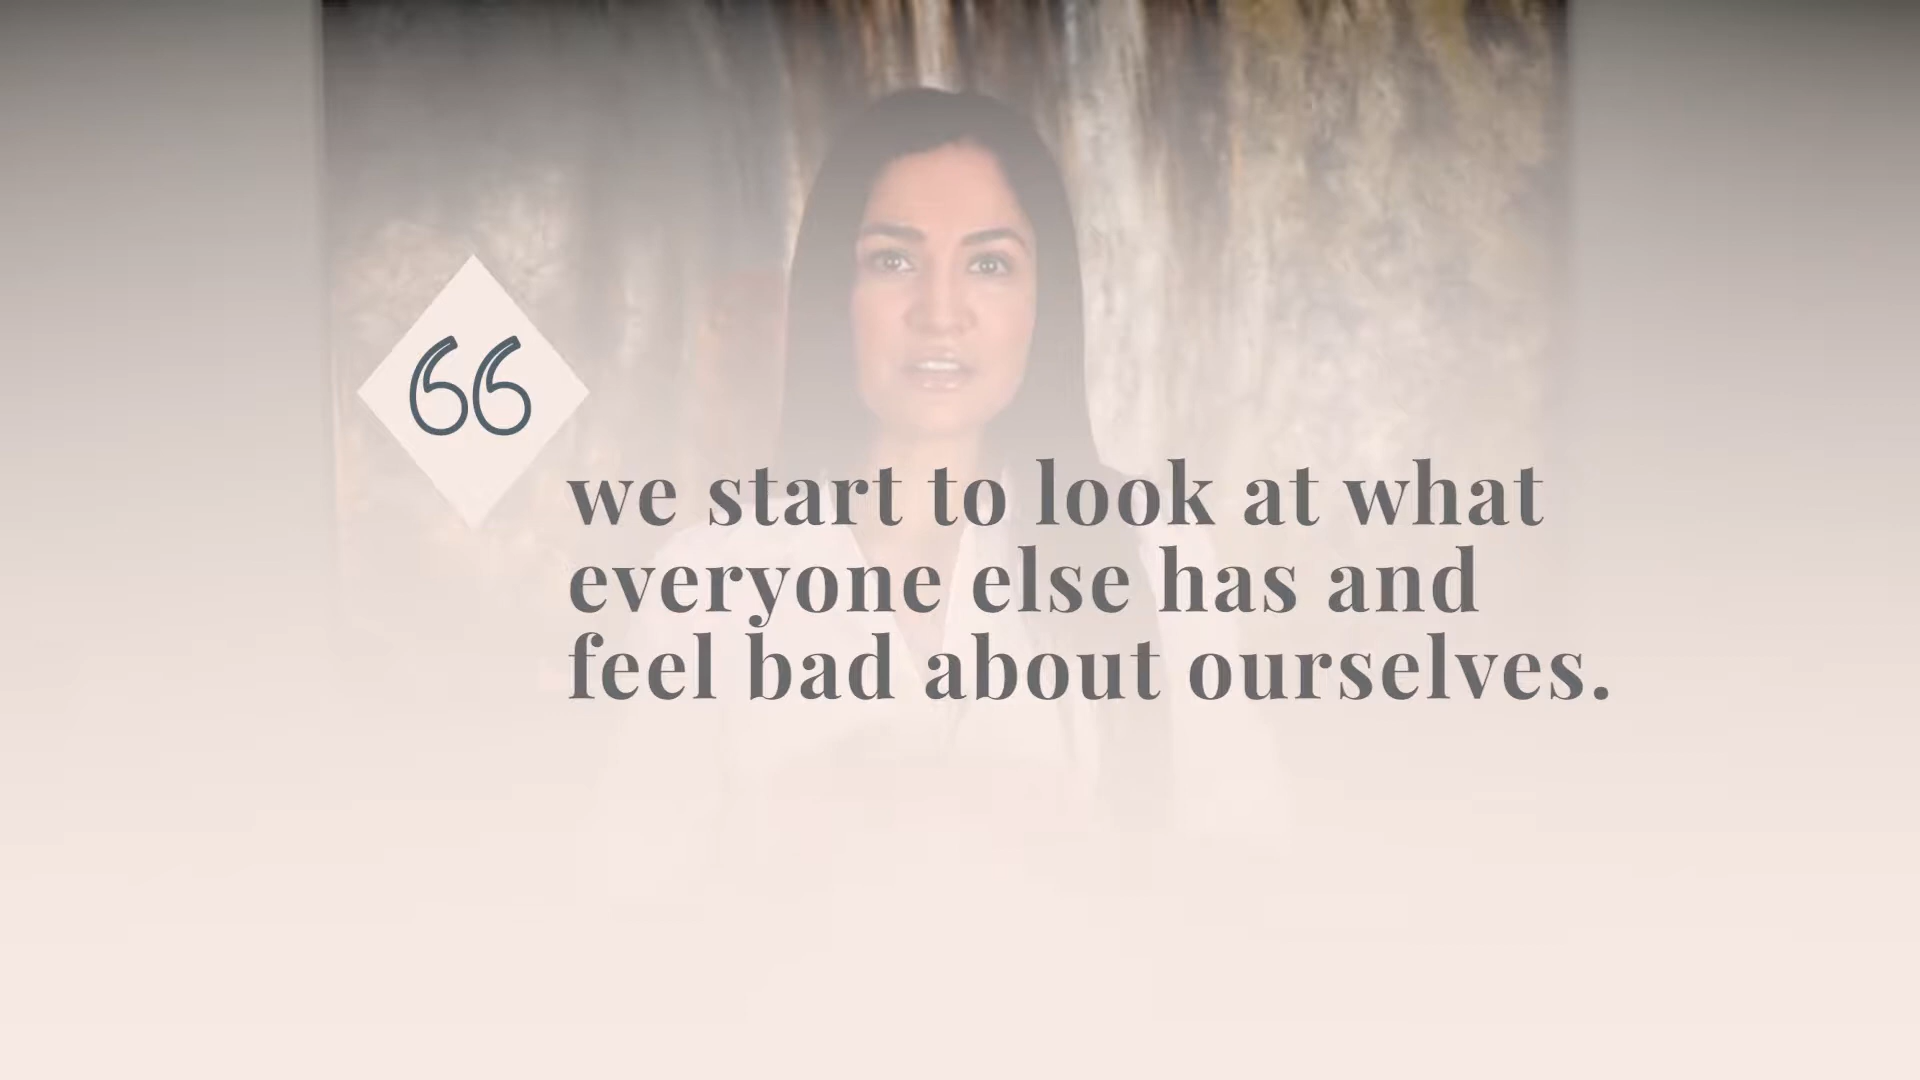 “
we start to look at what
everyone else has and
feel bad about ourselves.